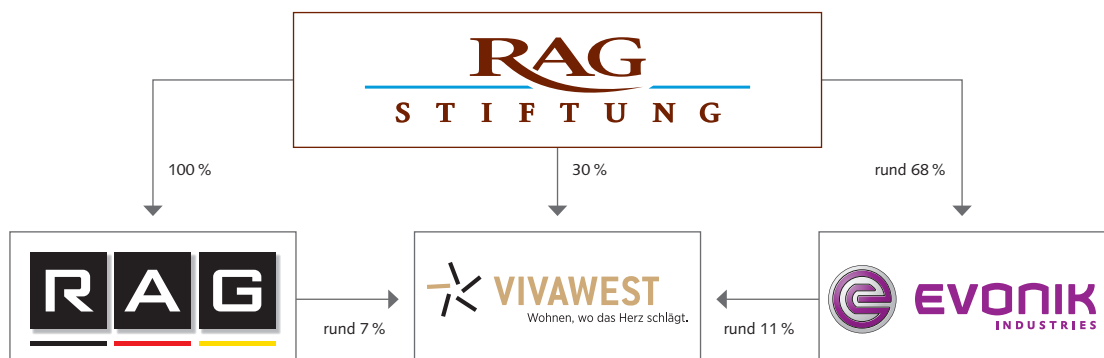 RAG
STIFTUNG
100 %
30 %
rund 68 %
RAG
rund 7 %
VIVAWEST
Wohnen, wo das Herz schlägt.
rund 11 %
EVONIK
INDUSTRIES